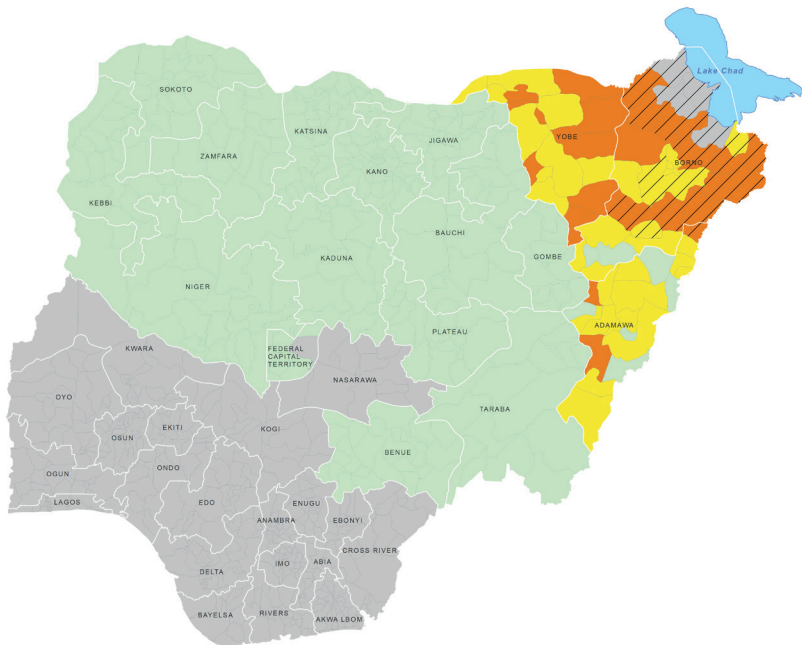 Lake Chad
SOKOTO
KATSINA
JIGAWA
YOBE
ZAMFARA
KANO
BORNO
KEBBI
BAUCHI
GOMBE
KADUNA
NIGER
ADAMAWA
PLATEAU
FEDERAL
CAPITAL
TERRITORY
KWARA
NASARAWA
OYO
TARABA
EKITI
KOGI
OSUN
BENUE
ONDO
OGUN
LAGOS
EDO
ENUGU
ANAMBRA
EBONYI
CROSS RIVER
DELTA
IMO
ABIA
BAYELSA
RIVERS
AKWA LBOM